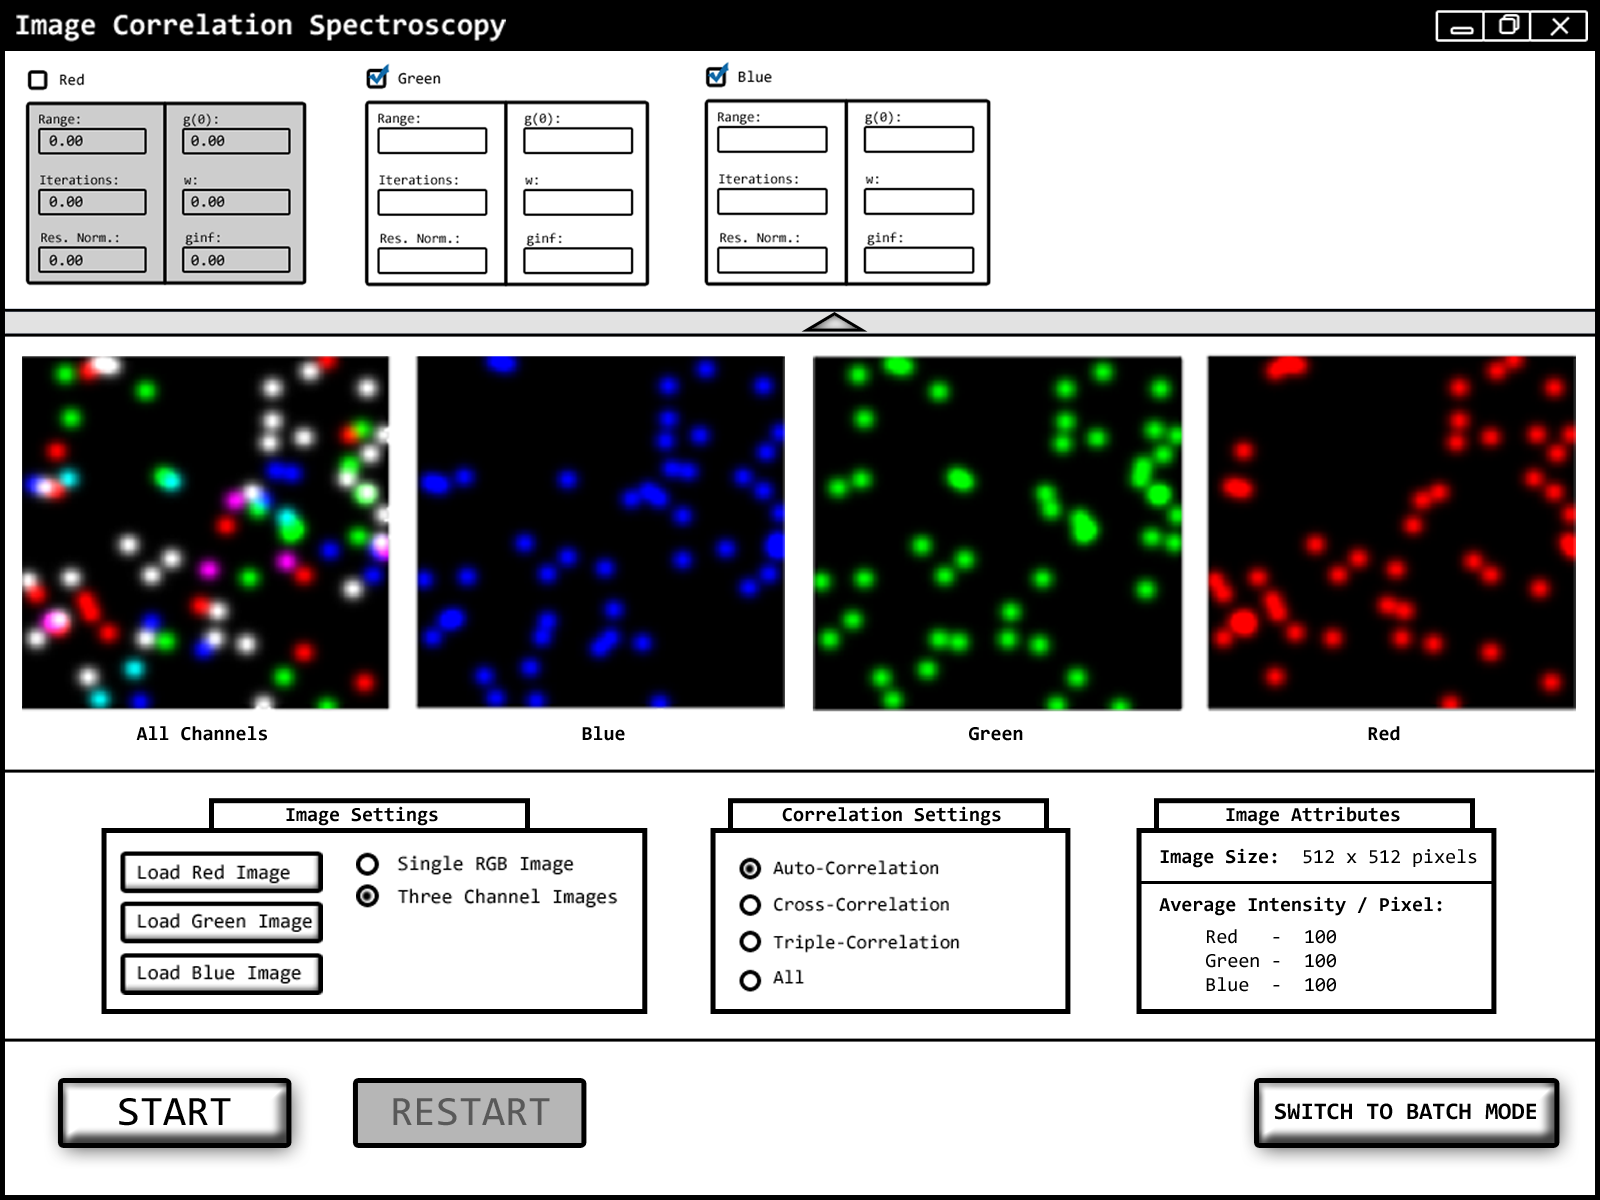 Image Correlation Spectroscopy
Red
Range:
g(0):
0.00
0.00
Iterations:
w:
0.00
0.00
Res. Norm.:
ginf:
0.00
0.00
Green
Range:
g(0):
Iterations:
w:
Res. Norm.:
ginf:
Blue
Range:
g(0):
Iterations:
w:
Res. Norm.:
ginf:
All Channels
Blue
Green
Red
Image Settings
Load Red Image
Load Green Image
Load Blue Image
Single RGB Image
Three Channel Images
Correlation Settings
Auto-Correlation
Cross-Correlation
Triple-Correlation
All
Image Attributes
Image Size: 512 x 512 pixels
Average Intensity / Pixel:
Red - 100
Green - 100
Blue - 100
START
RESTART
SWITCH TO BATCH MODE